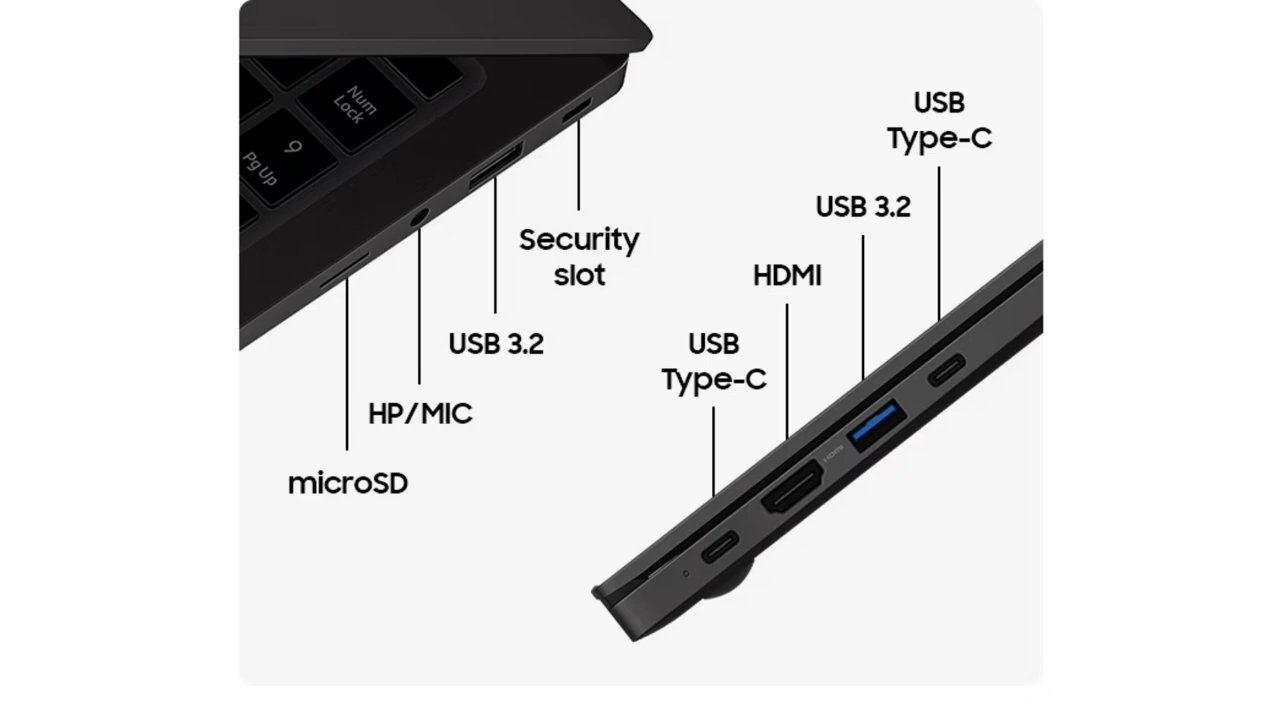 Num
Lock
9
Pg Up
Security
slot
USB 3.2
HP/MIC
microSD
USB
Type-C
USB 3.2
HDMI
USB
Type-C
HDMI